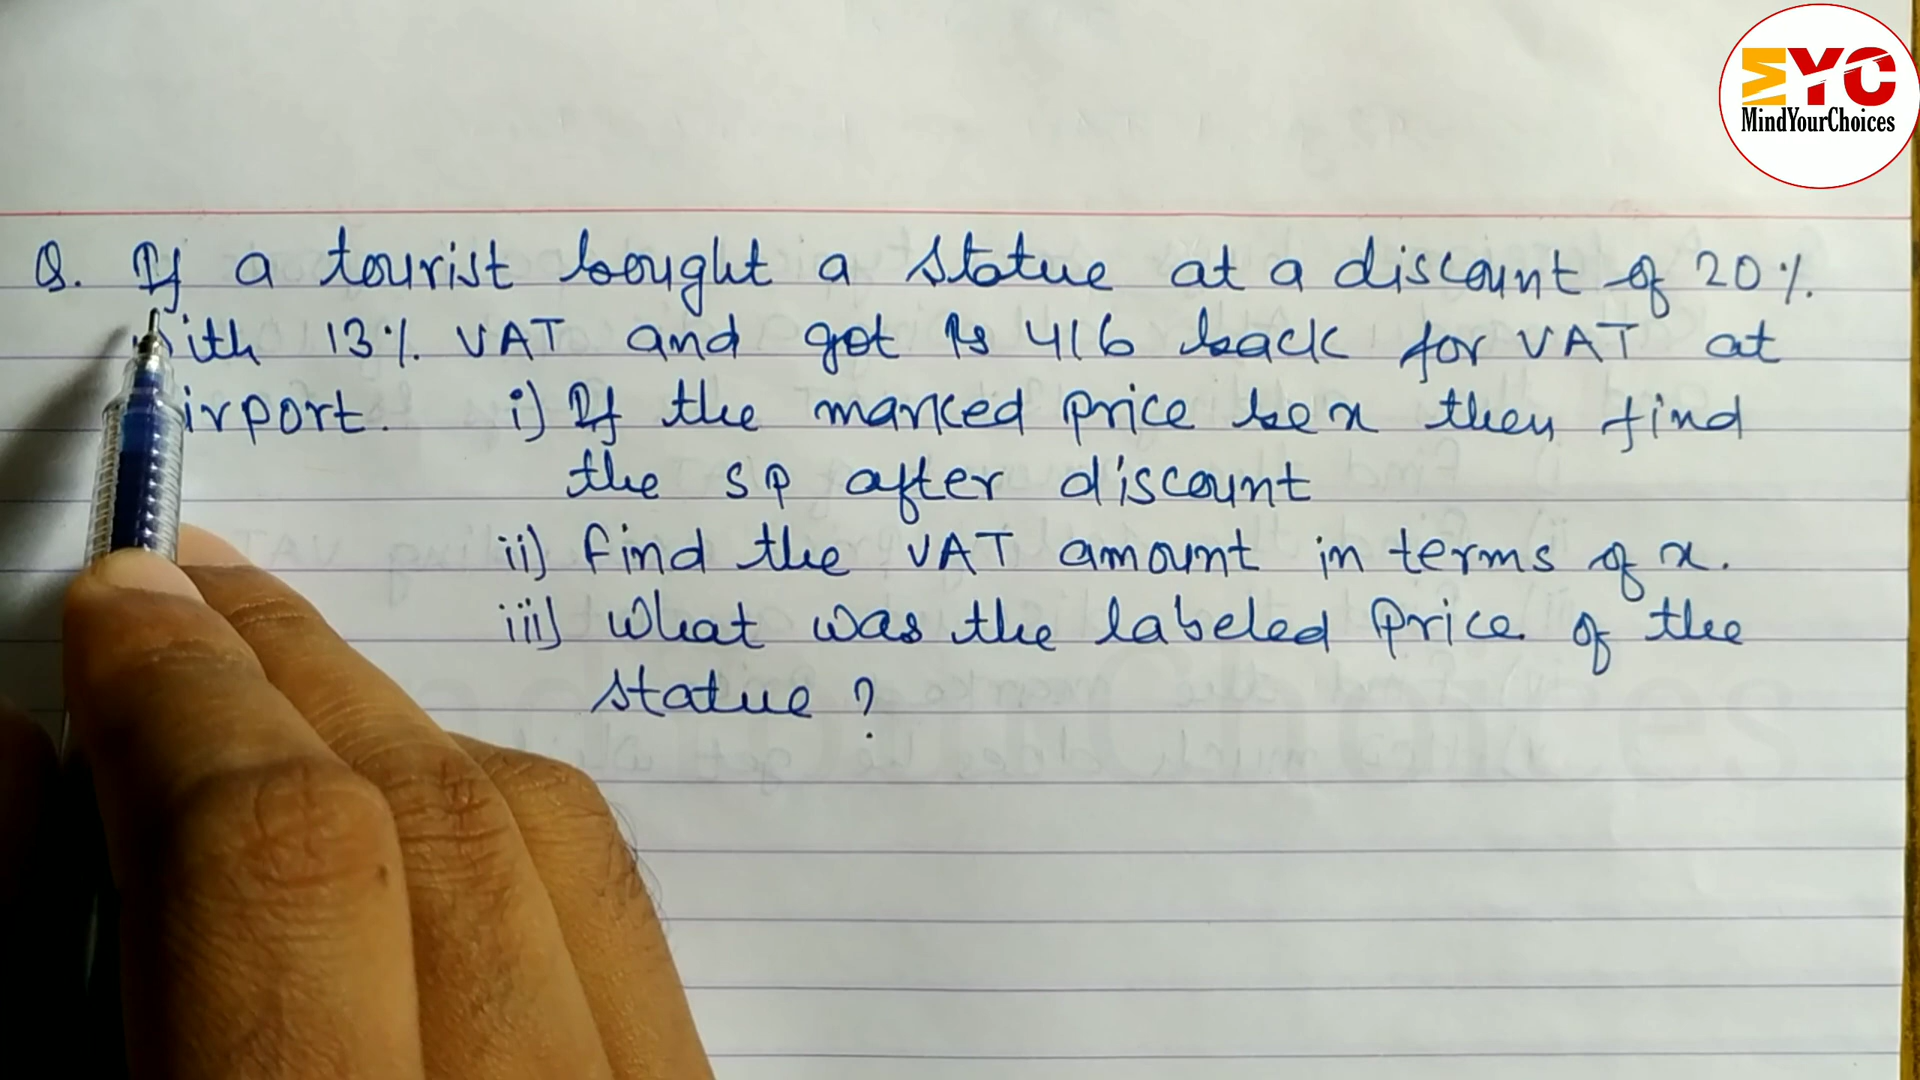 MYC
MindYourChoices
Q. If a tourist bought a statue at a discount of 20%.
with 13% VAT and got Rs 416 back for VAT at
irport. i) If the marked price be x then find
the SP after discount
ii) Find the VAT amount in terms of x.
iii) What was the labeled price of the
statue ?